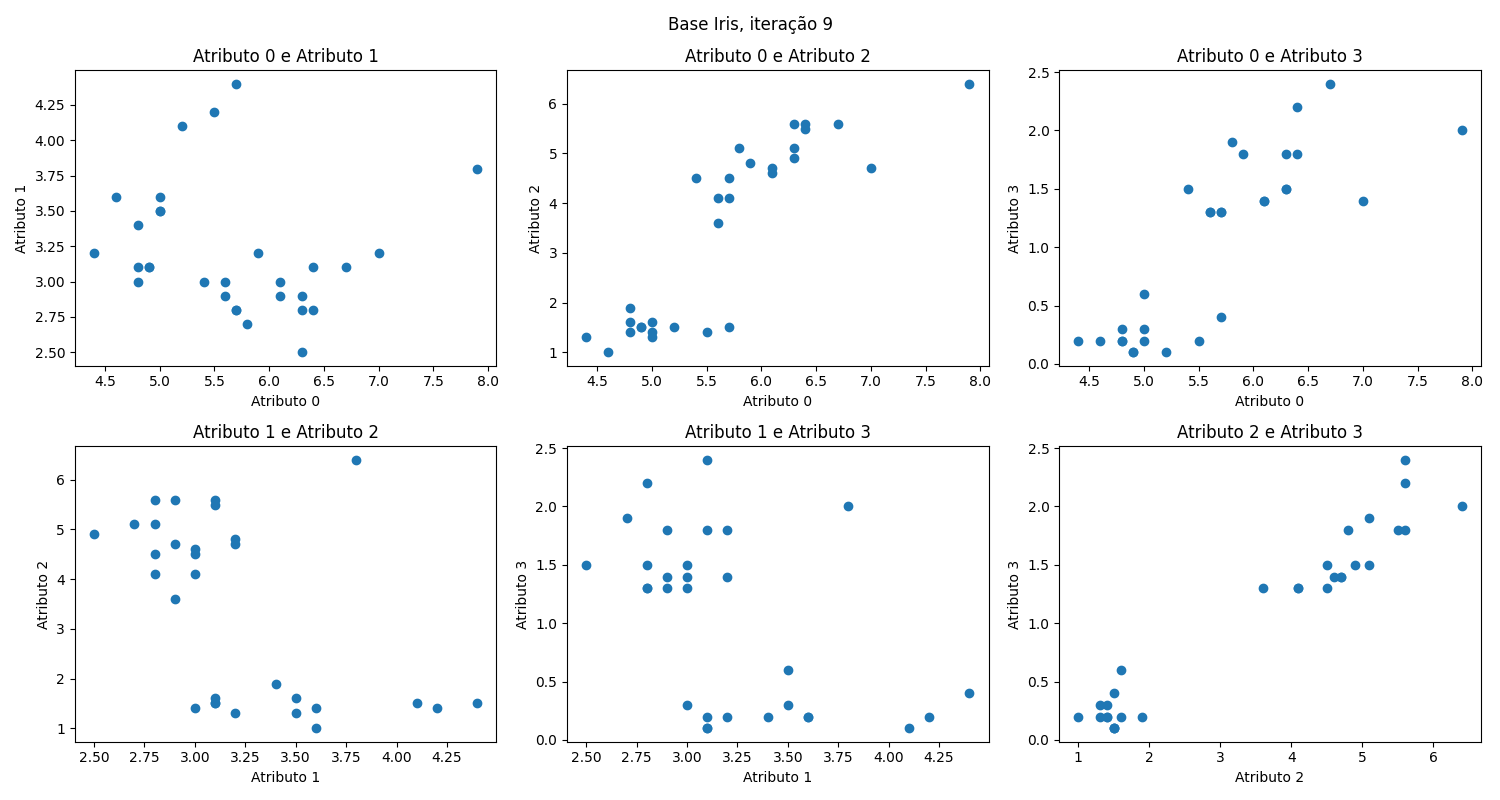 Base Iris, iteração 9
Atributo 0 e Atributo 1
Atributo 1
4.25
4.00
3.75
3.50
3.25
3.00
2.75
2.50
4.5 5.0 5.5 6.0 6.5 7.0 7.5 8.0
Atributo 0
Atributo 0 e Atributo 2
Atributo 2
6
5
4
3
2
1
4.5 5.0 5.5 6.0 6.5 7.0 7.5 8.0
Atributo 0
Atributo 0 e Atributo 3
Atributo 3
2.5
2.0
1.5
1.0
0.5
0.0
4.5 5.0 5.5 6.0 6.5 7.0 7.5 8.0
Atributo 0
Atributo 1 e Atributo 2
Atributo 2
6
5
4
3
2
1
2.50 2.75 3.00 3.25 3.50 3.75 4.00 4.25
Atributo 1
Atributo 1 e Atributo 3
Atributo 3
2.5
2.0
1.5
1.0
0.5
0.0
2.50 2.75 3.00 3.25 3.50 3.75 4.00 4.25
Atributo 1
Atributo 2 e Atributo 3
Atributo 3
2.5
2.0
1.5
1.0
0.5
0.0
1 2 3 4 5 6
Atributo 2